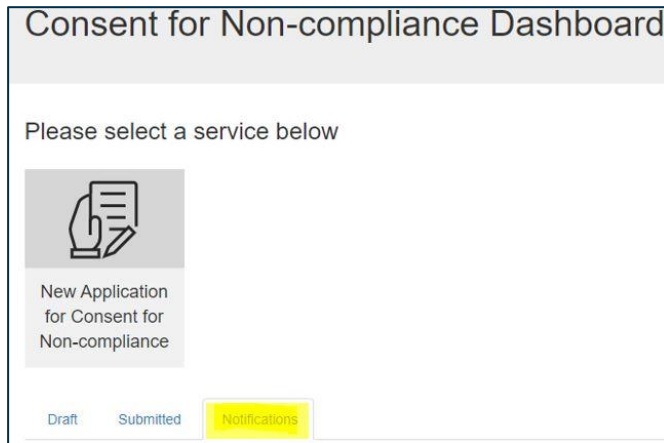 Consent for Non-compliance Dashboard
Please select a service below
New Application
for Consent for
Non-compliance
Draft Submitted Notifications